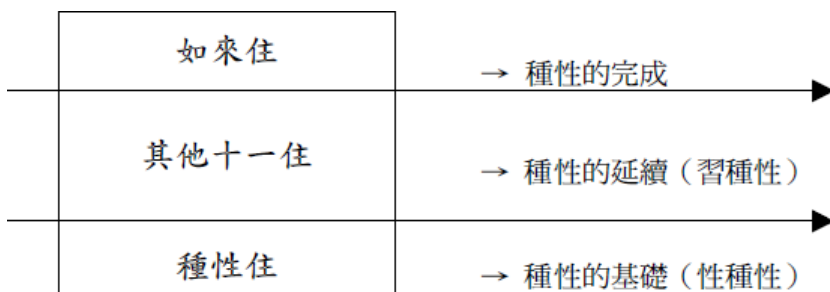 如來住
→ 種性的完成
其他十一住
→ 種性的延續（習種性）
種性住
→ 種性的基礎（性種性）